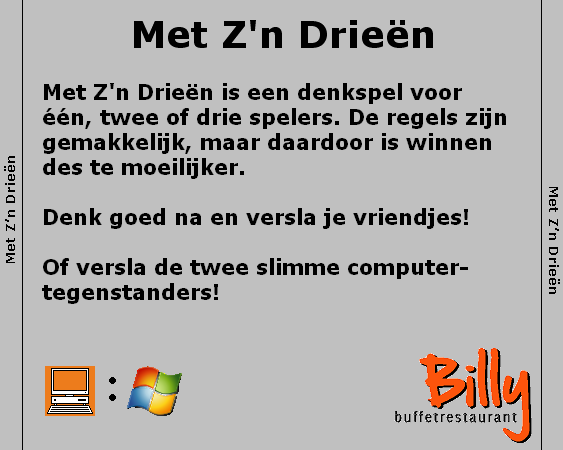 Met Z'n Drieën
Met Z'n Drieën is een denkspel voor
één, twee of drie spelers. De regels zijn
gemakkelijk, maar daardoor is winnen
des te moeilijker.
Denk goed na en versla je vriendjes!
Of versla de twee slimme computer-
tegenstanders!
Met Z'n Drieën
Met Z'n Drieën
:
Billy
buffetrestaurant